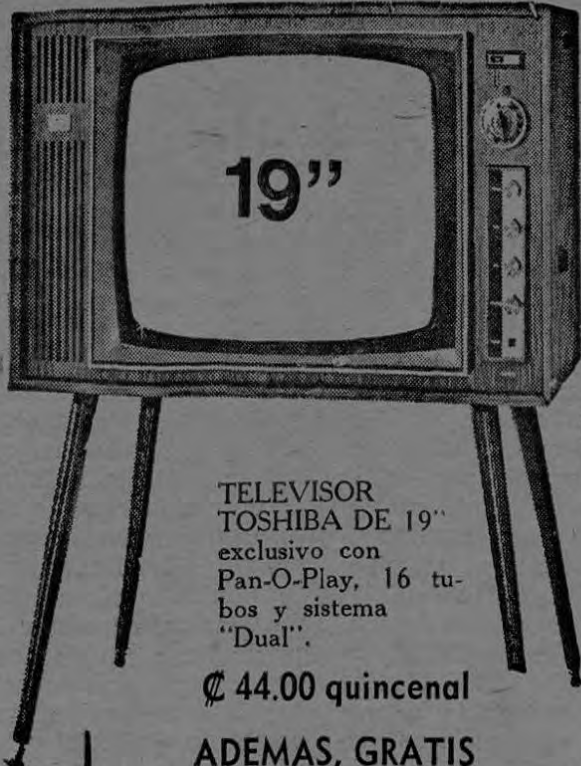 19”
TELEVISOR
TOSHIBA DE 19"
exclusivo con
Pan-O-Play, 16 tu-
bos y sistema
"Dual".
₡ 44.00 quincenal
ADEMAS, GRATIS